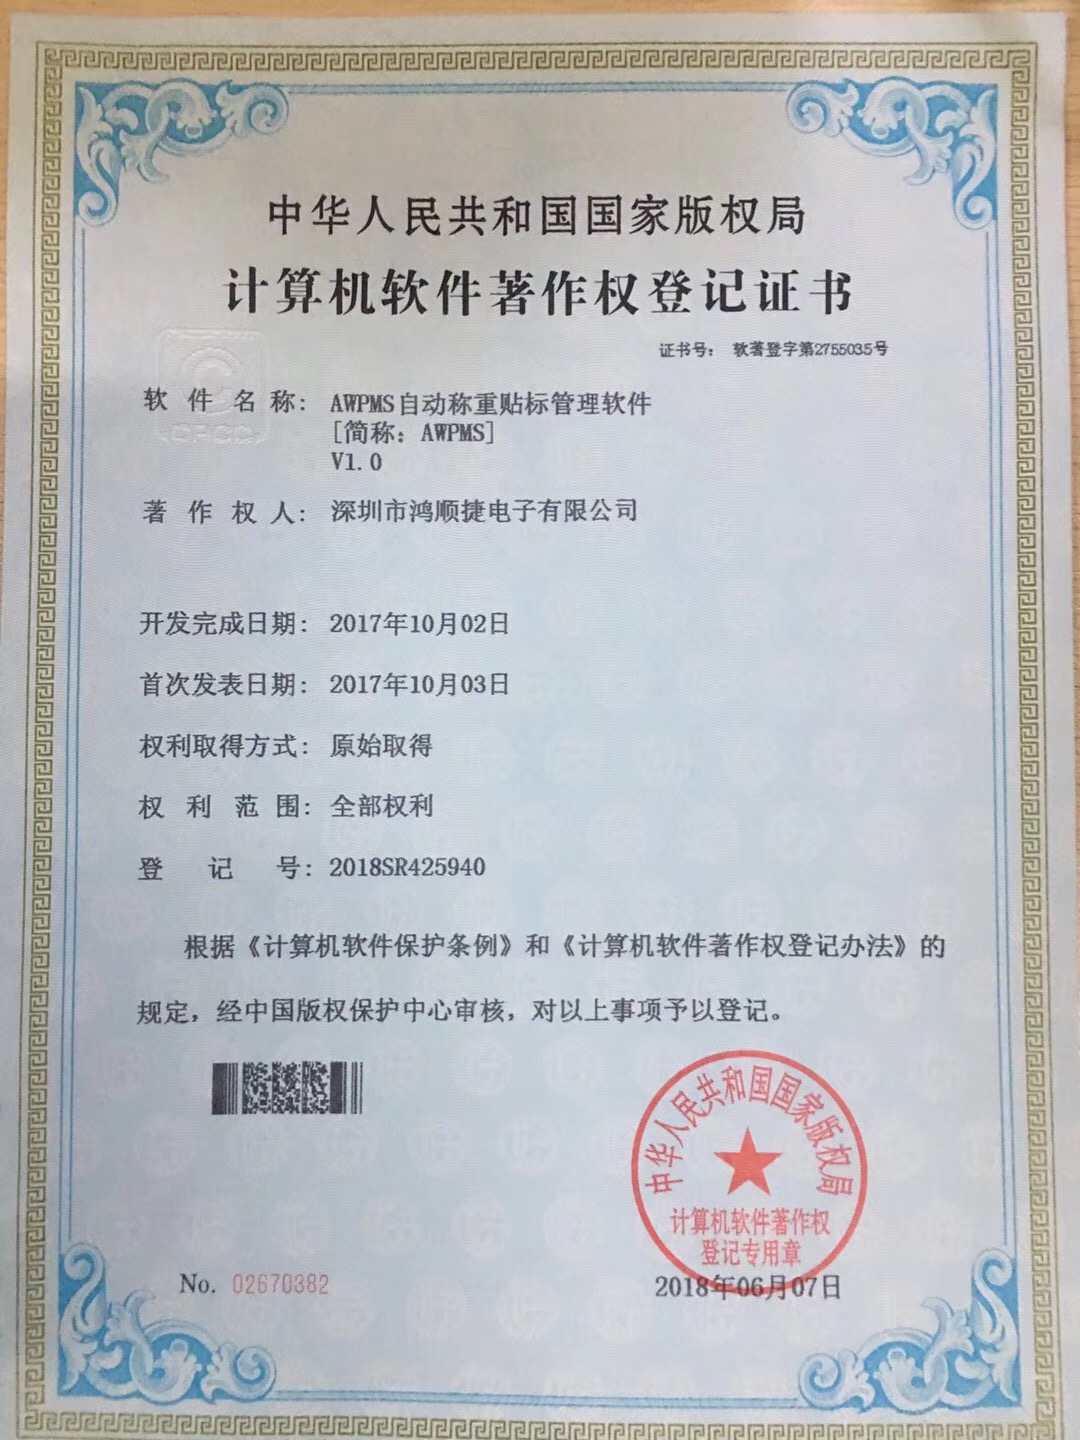 中华人民共和国国家版权局
计算机软件著作权登记证书
证书号： 软著登字第2755035号
CPCC
软件名称： AWPMS自动称重贴标管理软件
[简称：AWPMS]
V1.0
著作权人： 深圳市鸿顺捷电子有限公司
开发完成日期： 2017年10月02日
首次发表日期： 2017年10月03日
权利取得方式： 原始取得
权利范围： 全部权利
登记号： 2018SR425940
根据《计算机软件保护条例》和《计算机软件著作权登记办法》的
规定，经中国版权保护中心审核，对以上事项予以登记。
中华人民共和国国家版权局
计算机软件著作权
登记专用章
No. 02670382
2018年06月07日